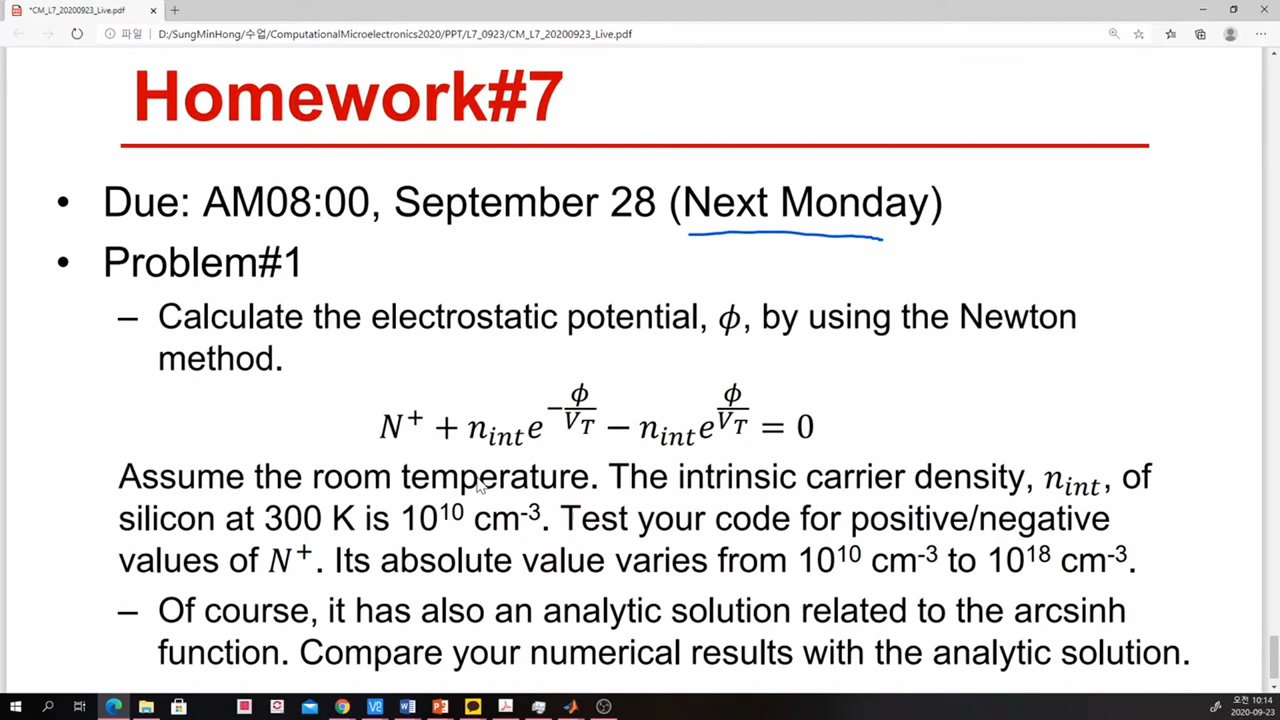 *CM_L7_20200923_Live.pdf
파일 D:/SungMinHong/수업/ComputationalMicroelectronics2020/PPT/L7_0923/CM_L7_20200923_Live.pdf
Homework#7
• Due: AM08:00, September 28 (Next Monday)
• Problem#1
– Calculate the electrostatic potential, ϕ, by using the Newton
method.
N⁺ + n_int e^(−ϕ/V_T) − n_int e^(ϕ/V_T) = 0
Assume the room temperature. The intrinsic carrier density, n_int, of
silicon at 300 K is 10¹⁰ cm⁻³. Test your code for positive/negative
values of N⁺. Its absolute value varies from 10¹⁰ cm⁻³ to 10¹⁸ cm⁻³.
– Of course, it has also an analytic solution related to the arcsinh
function. Compare your numerical results with the analytic solution.
오전 10:14
2020-09-23